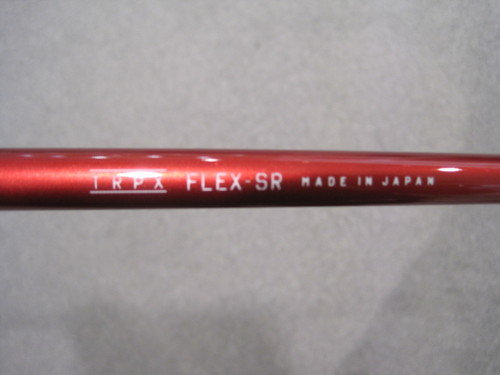 TRPX FLEX-SR MADE IN JAPAN